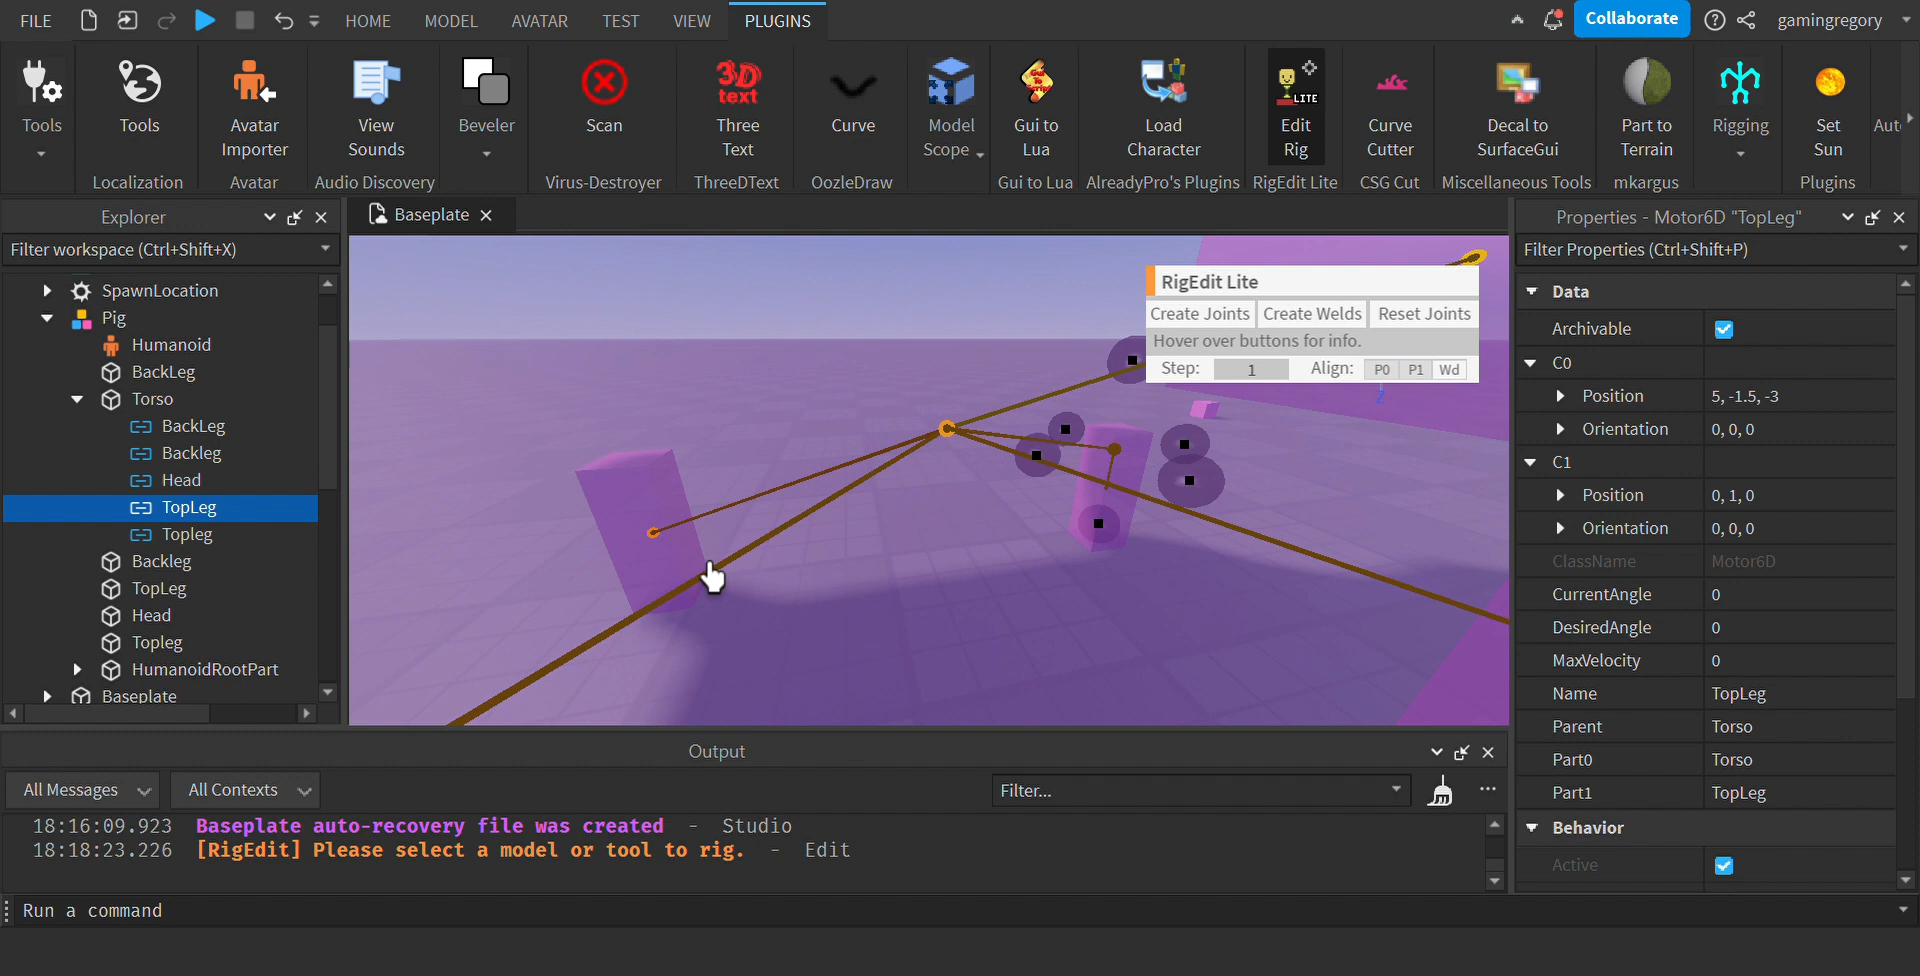 FILE HOME MODEL AVATAR TEST VIEW PLUGINS Collaborate gamingregory
Tools Tools Avatar Importer View Sounds Beveler Scan Three Text Curve Model Scope Gui to Lua Load Character Edit Rig Curve Cutter Decal to SurfaceGui Part to Terrain Rigging Set Sun
3D text LITE Gui To Script
Localization Avatar Audio Discovery Virus-Destroyer ThreeDText OozleDraw Gui to Lua AlreadyPro's Plugins RigEdit Lite CSG Cut Miscellaneous Tools mkargus Plugins
Explorer
Filter workspace (Ctrl+Shift+X)
SpawnLocation
Pig
Humanoid
BackLeg
Torso
BackLeg
Backleg
Head
TopLeg
Topleg
Backleg
TopLeg
Head
Topleg
HumanoidRootPart
Baseplate
Baseplate
RigEdit Lite
Create Joints Create Welds Reset Joints
Hover over buttons for info.
Step: 1 Align: P0 P1 Wd
Z
Properties - Motor6D "TopLeg"
Filter Properties (Ctrl+Shift+P)
Data
Archivable
C0
Position 5, -1.5, -3
Orientation 0, 0, 0
C1
Position 0, 1, 0
Orientation 0, 0, 0
ClassName Motor6D
CurrentAngle 0
DesiredAngle 0
MaxVelocity 0
Name TopLeg
Parent Torso
Part0 Torso
Part1 TopLeg
Behavior
Active
Output
All Messages All Contexts Filter...
18:16:09.923 Baseplate auto-recovery file was created - Studio
18:18:23.226 [RigEdit] Please select a model or tool to rig. - Edit
Run a command